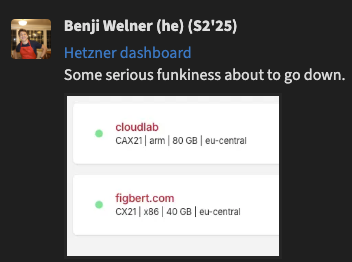 Benji Welner (he) (S2'25)
Hetzner dashboard
Some serious funkiness about to go down.
cloudlab
CAX21 | arm | 80 GB | eu-central
figbert.com
CX21 | x86 | 40 GB | eu-central